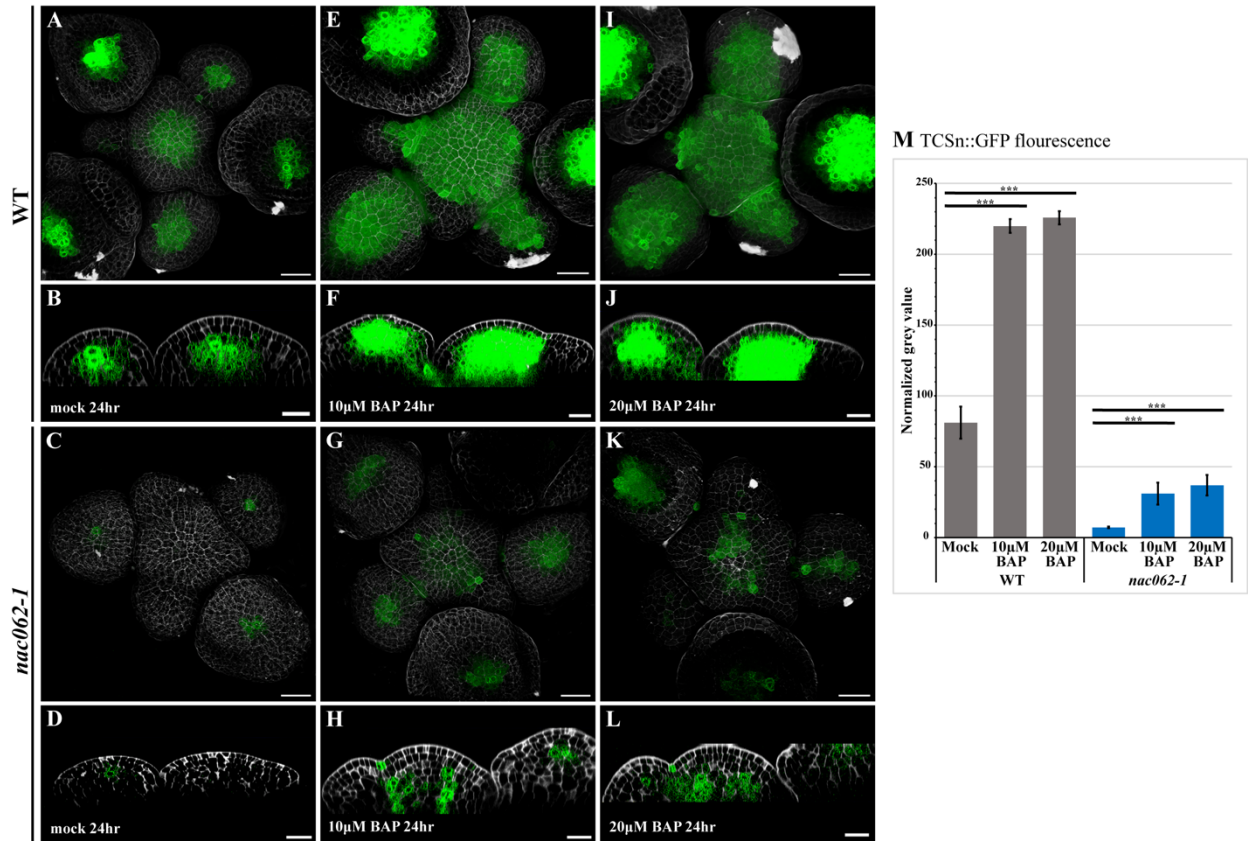 A
E
I
WT
B
mock 24hr
F
10µM BAP 24hr
J
20µM BAP 24hr
C
G
K
nac062-1
D
mock 24hr
H
10µM BAP 24hr
L
20µM BAP 24hr
M TCSn::GFP flourescence
Normalized grey value
250
200
150
100
50
0
***
***
***
***
Mock
10µM BAP
20µM BAP
Mock
10µM BAP
20µM BAP
WT
nac062-1